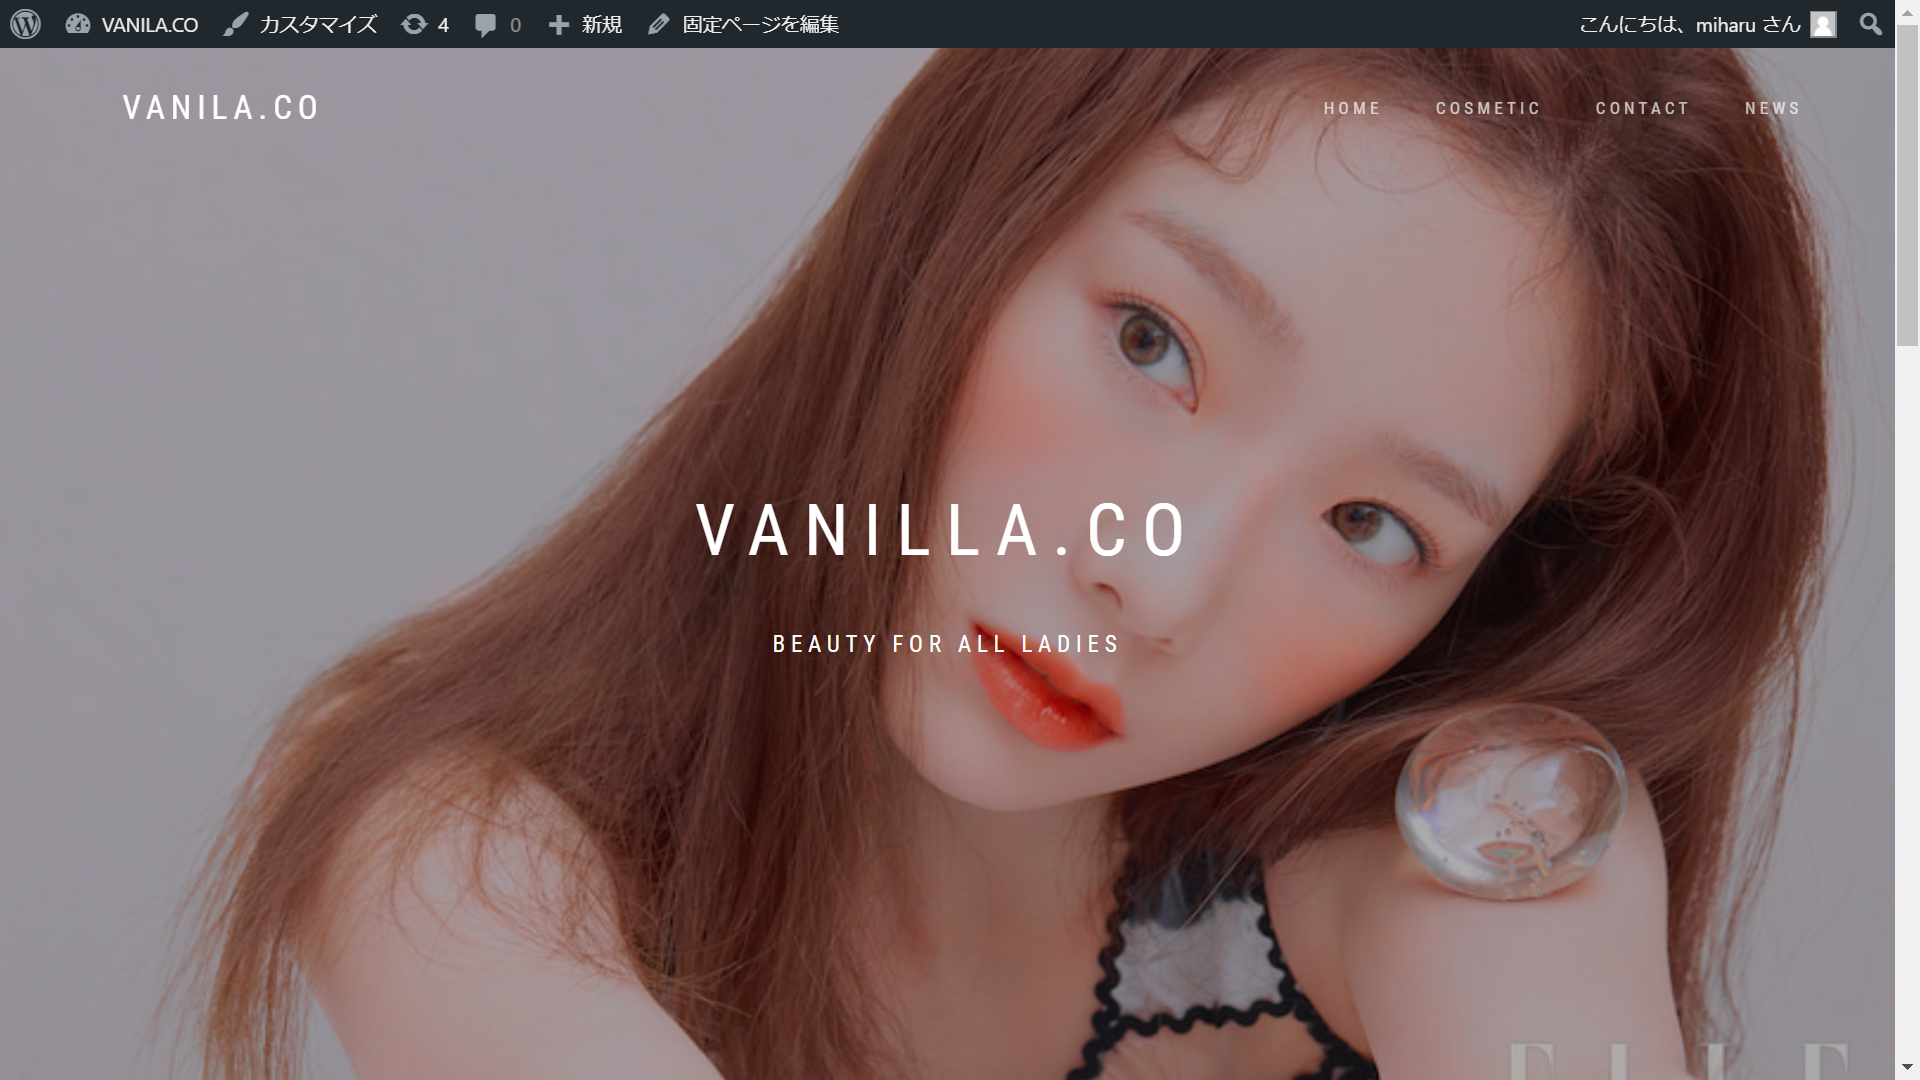 VANILA.CO カスタマイズ 4 0 新規 固定ページを編集 こんにちは、miharu さん
VANILA.CO HOME COSMETIC CONTACT NEWS
VANILLA.CO
BEAUTY FOR ALL LADIES
ELLE